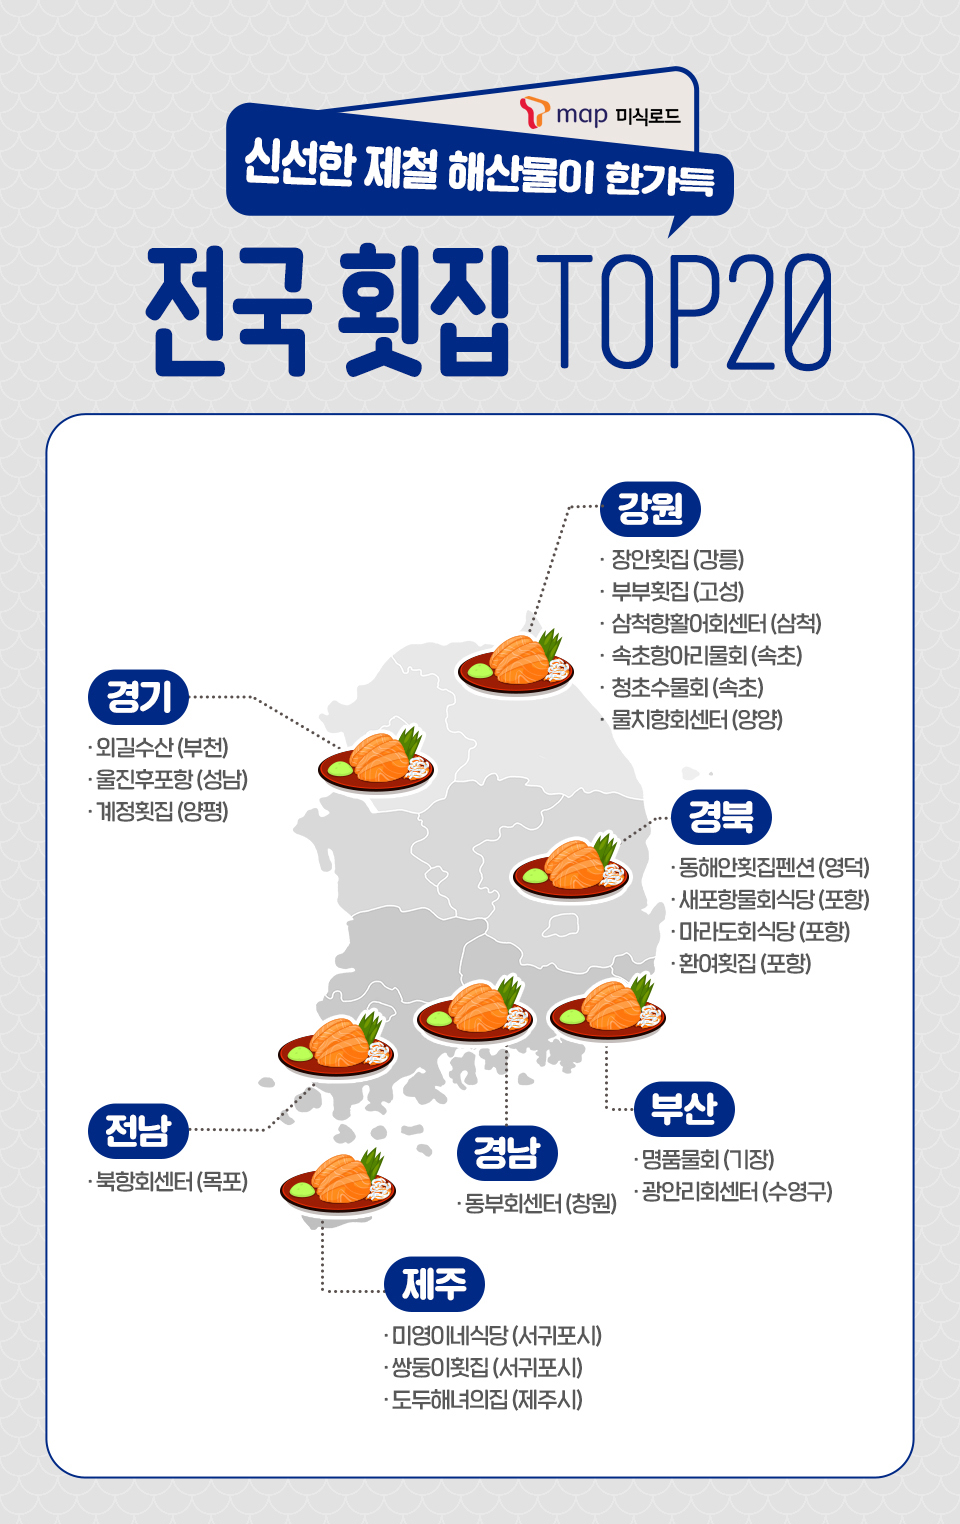 T map 미식로드
신선한 제철 해산물이 한가득
전국 횟집 TOP20
강원
· 장안횟집 (강릉)
· 부부횟집 (고성)
· 삼척항활어회센터 (삼척)
· 속초항아리물회 (속초)
· 청초수물회 (속초)
· 물치항회센터 (양양)
경기
· 외길수산 (부천)
· 울진후포항 (성남)
· 계정횟집 (양평)
경북
· 동해안횟집펜션 (영덕)
· 새포항물회식당 (포항)
· 마라도회식당 (포항)
· 환여횟집 (포항)
전남
· 북항회센터 (목포)
경남
· 동부회센터 (창원)
부산
· 명품물회 (기장)
· 광안리회센터 (수영구)
제주
· 미영이네식당 (서귀포시)
· 쌍둥이횟집 (서귀포시)
· 도두해녀의집 (제주시)